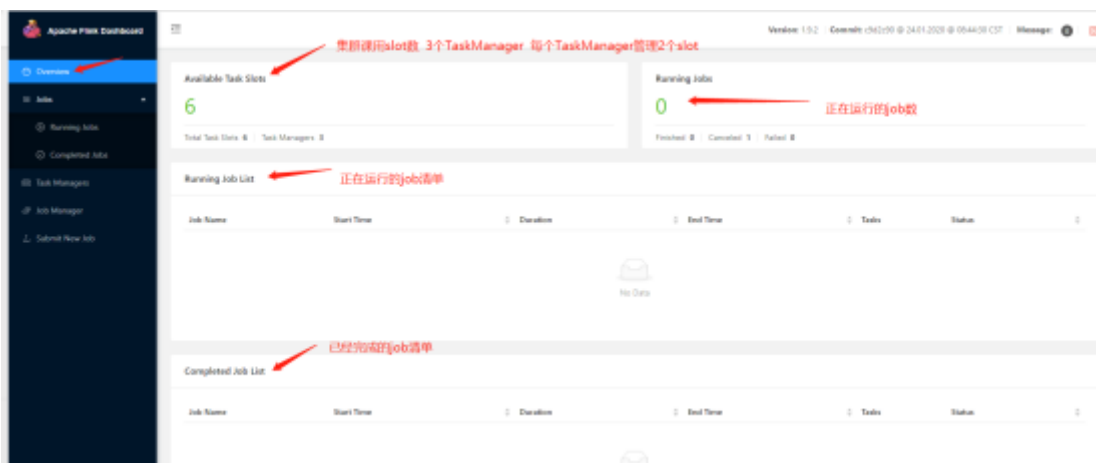 Apache Flink Dashboard
Version: 1.9.2 Commit: c9d2c90 @ 24.01.2020 @ 08:44:30 CST Message: 0
Overview
Jobs
Running Jobs
Completed Jobs
Task Managers
Job Manager
Submit New Job
集群课用slot数 3个TaskManager 每个TaskManager管理2个slot
Available Task Slots
6
Total Task Slots 6 Task Managers 3
Running Jobs
0
正在运行的job数
Finished 0 Canceled 1 Failed 0
Running Job List
正在运行的job清单
Job Name Start Time Duration End Time Tasks Status
No Data
已经完成的job清单
Completed Job List
Job Name Start Time Duration End Time Tasks Status